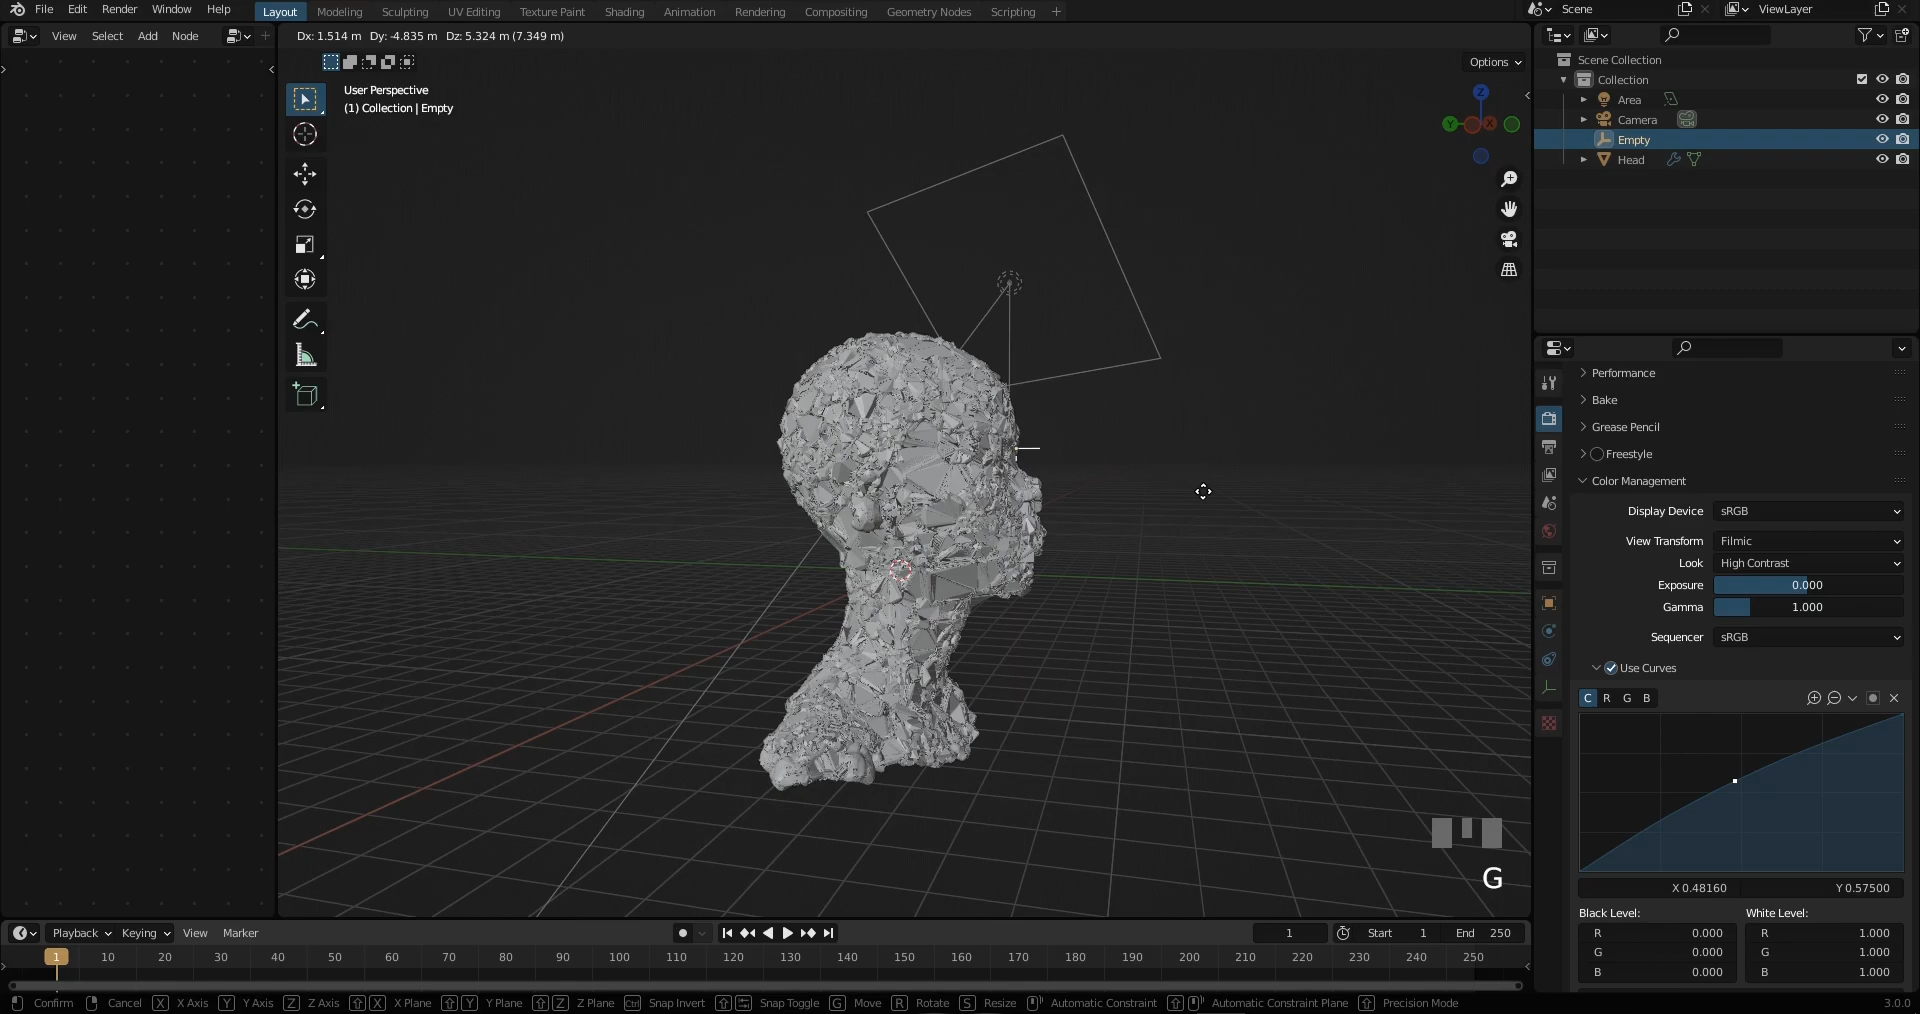 File Edit Render Window Help Layout Modeling Sculpting UV Editing Texture Paint Shading Animation Rendering Compositing Geometry Nodes Scripting + Scene ViewLayer
View Select Add Node
Dx: 1.514 m Dy: -4.835 m Dz: 5.324 m (7.349 m)
Options
User Perspective
(1) Collection | Empty
Z
Y
X
Scene Collection
Collection
Area
Camera
Empty
Head
Performance
Bake
Grease Pencil
Freestyle
Color Management
Display Device sRGB
View Transform Filmic
Look High Contrast
Exposure 0.000
Gamma 1.000
Sequencer sRGB
Use Curves
C R G B
X 0.48160 Y 0.57500
Black Level: White Level:
R 0.000 R 1.000
G 0.000 G 1.000
B 0.000 B 1.000
G
Playback Keying View Marker 1 Start 1 End 250
1 10 20 30 40 50 60 70 80 90 100 110 120 130 140 150 160 170 180 190 200 210 220 230 240 250
Confirm Cancel X X Axis Y Y Axis Z Z Axis X X Plane Y Y Plane Z Z Plane Ctrl Snap Invert Snap Toggle G Move R Rotate S Resize Automatic Constraint Automatic Constraint Plane Precision Mode 3.0.0